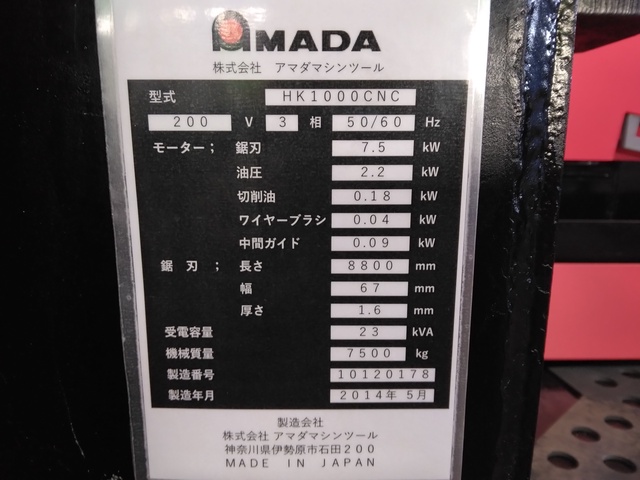 AMADA
株式会社 アマダマシンツール
型式 HK1000CNC
200 V 3 相 50/60 Hz
モーター; 鋸刃 7.5 kW
油圧 2.2 kW
切削油 0.18 kW
ワイヤーブラシ 0.04 kW
中間ガイド 0.09 kW
鋸刃; 長さ 8800 mm
幅 67 mm
厚さ 1.6 mm
受電容量 23 kVA
機械質量 7500 kg
製造番号 10120178
製造年月 2014年 5月
製造会社
株式会社 アマダマシンツール
神奈川県伊勢原市石田200
MADE IN JAPAN